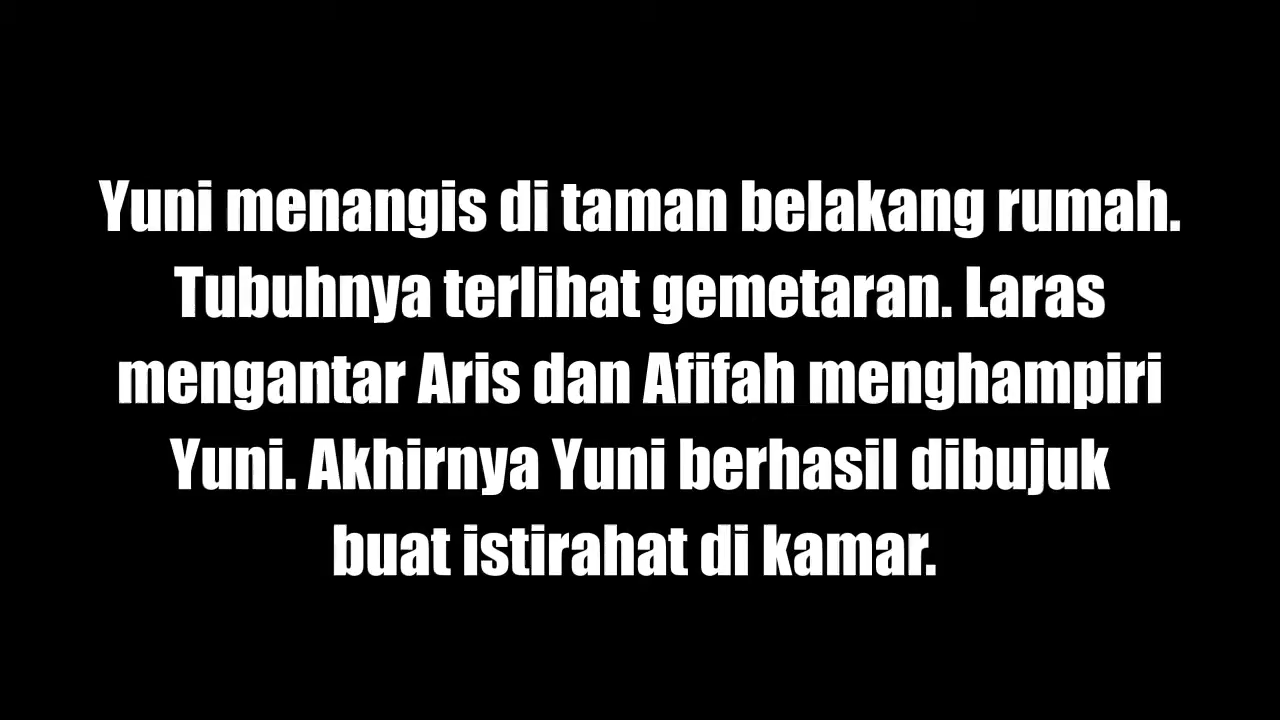 Yuni menangis di taman belakang rumah.
Tubuhnya terlihat gemetaran. Laras
mengantar Aris dan Afifah menghampiri
Yuni. Akhirnya Yuni berhasil dibujuk
buat istirahat di kamar.